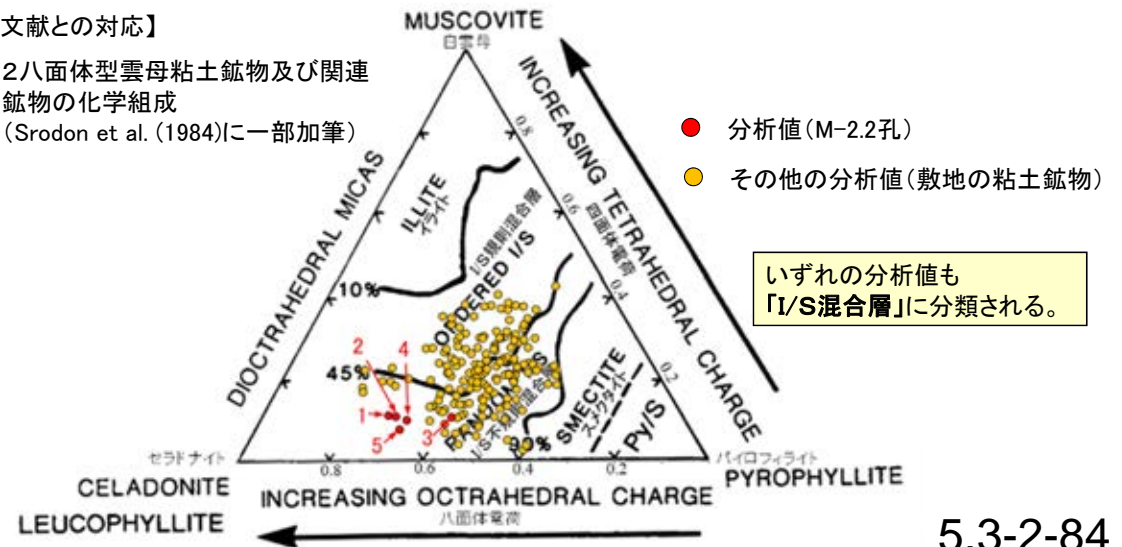 文献との対応】
2八面体型雲母粘土鉱物及び関連
鉱物の化学組成
(Srodon et al. (1984)に一部加筆)
MUSCOVITE
白雲母
INCREASING TETRAHEDRAL CHARGE
四面体電荷
DIOCTRAHEDRAL MICAS
ILLITE
イライト
I/S規則混合層
ORDERED I/S
I/S不規則混合層
SMECTITE
スメクタイト
Py/S
10%
45%
90%
0.8
0.6
0.4
0.2
1
2
3
4
5
0.8
0.6
0.4
0.2
セラドナイト
CELADONITE
LEUCOPHYLLITE
パイロフィライト
PYROPHYLLITE
INCREASING OCTRAHEDRAL CHARGE
八面体電荷
分析値(M-2.2孔)
その他の分析値(敷地の粘土鉱物)
いずれの分析値も
「I/S混合層」に分類される。
5.3-2-84